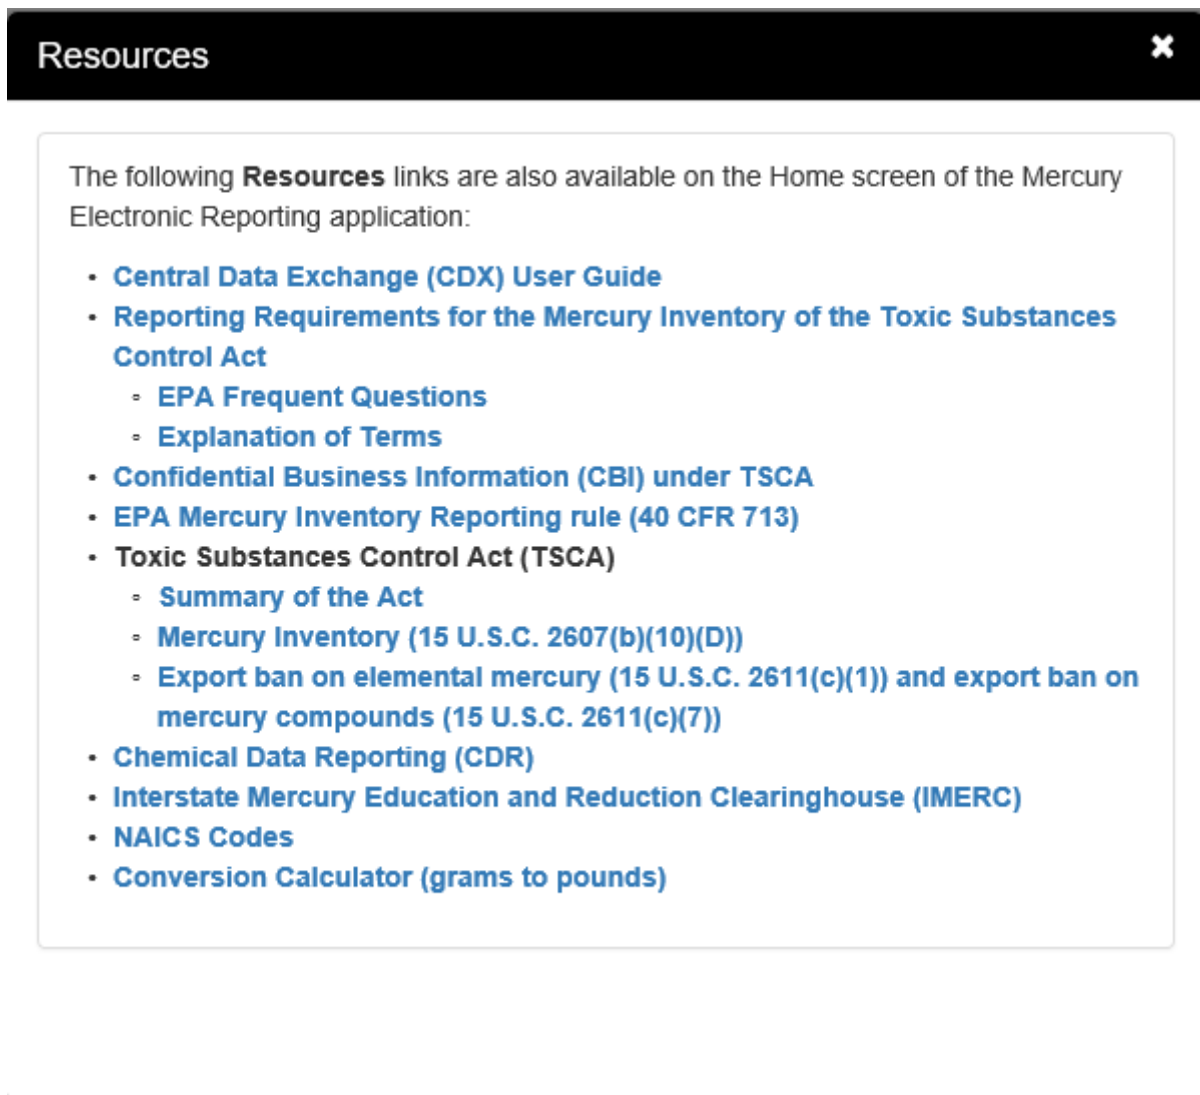 Resources
The following Resources links are also available on the Home screen of the Mercury
Electronic Reporting application:
• Central Data Exchange (CDX) User Guide
• Reporting Requirements for the Mercury Inventory of the Toxic Substances
Control Act
◦ EPA Frequent Questions
◦ Explanation of Terms
• Confidential Business Information (CBI) under TSCA
• EPA Mercury Inventory Reporting rule (40 CFR 713)
• Toxic Substances Control Act (TSCA)
◦ Summary of the Act
◦ Mercury Inventory (15 U.S.C. 2607(b)(10)(D))
◦ Export ban on elemental mercury (15 U.S.C. 2611(c)(1)) and export ban on
mercury compounds (15 U.S.C. 2611(c)(7))
• Chemical Data Reporting (CDR)
• Interstate Mercury Education and Reduction Clearinghouse (IMERC)
• NAICS Codes
• Conversion Calculator (grams to pounds)